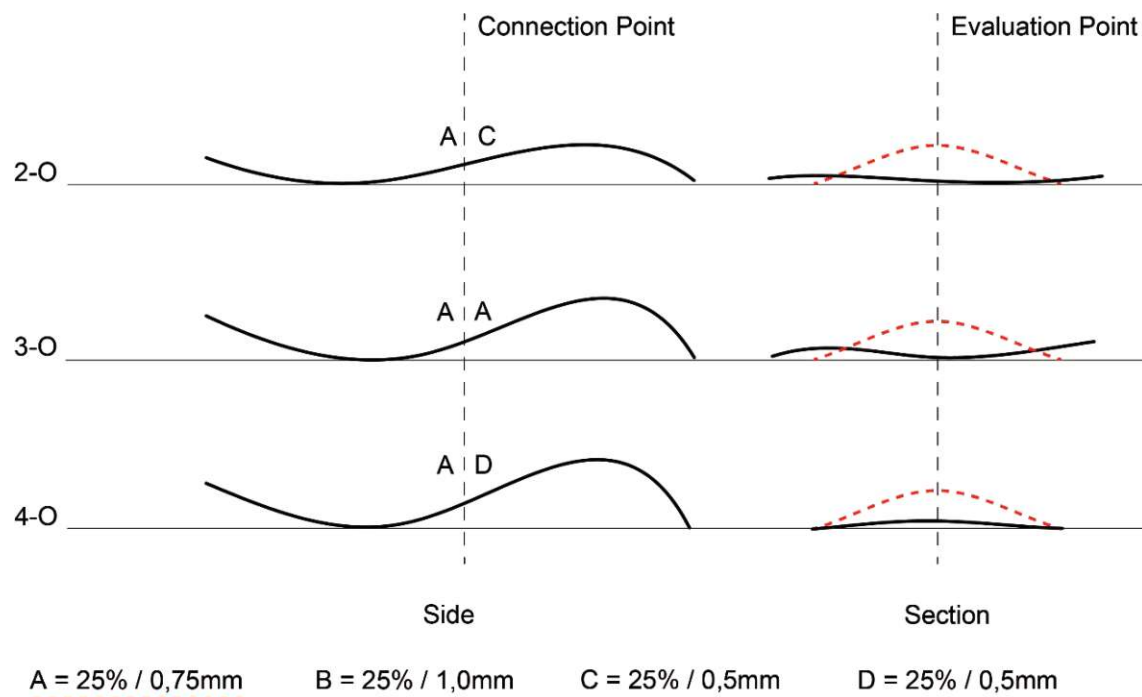 Connection Point Evaluation Point
A C
2-O
A A
3-O
A D
4-O
Side Section
A = 25% / 0,75mm B = 25% / 1,0mm C = 25% / 0,5mm D = 25% / 0,5mm